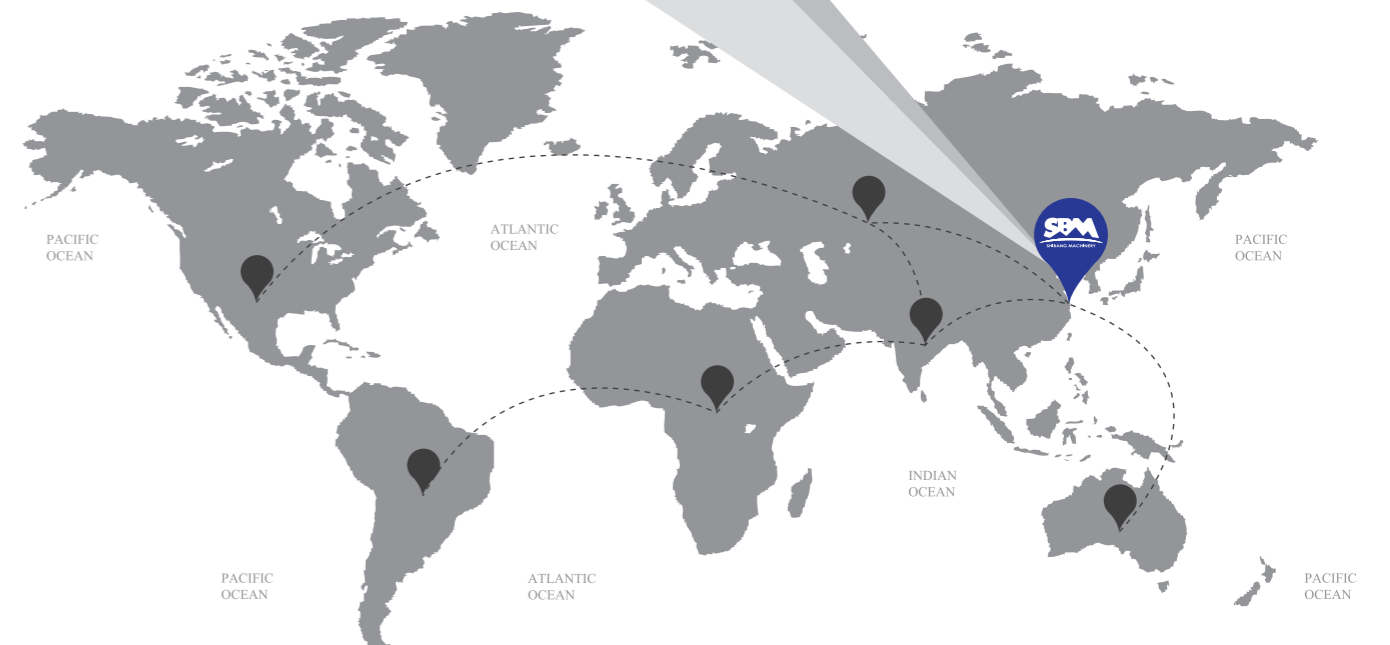 SBM
SHIBANG MACHINERY
ATLANTIC
OCEAN
PACIFIC
OCEAN
PACIFIC
OCEAN
INDIAN
OCEAN
PACIFIC
OCEAN
ATLANTIC
OCEAN
PACIFIC
OCEAN